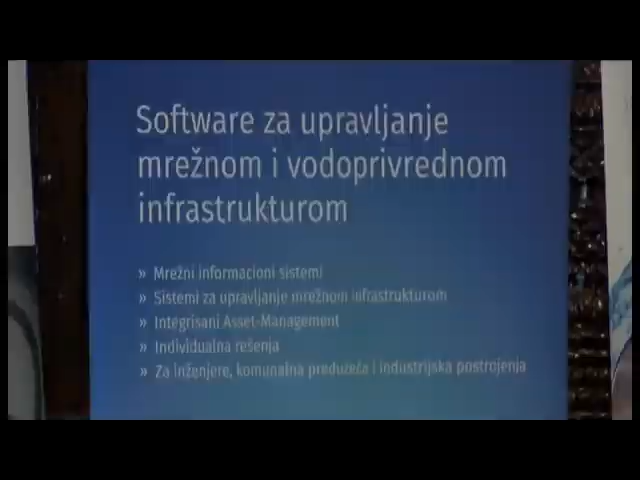 Software za upravljanje
mrežnom i vodoprivrednom
infrastrukturom
» Mrežni informacioni sistemi
» Sistemi za upravljanje mrežnom infrastrukturom
» Integrisani Asset-Management
» Individualna rešenja
» Za inženjere, komunalna preduzeća i industrijska postrojenja